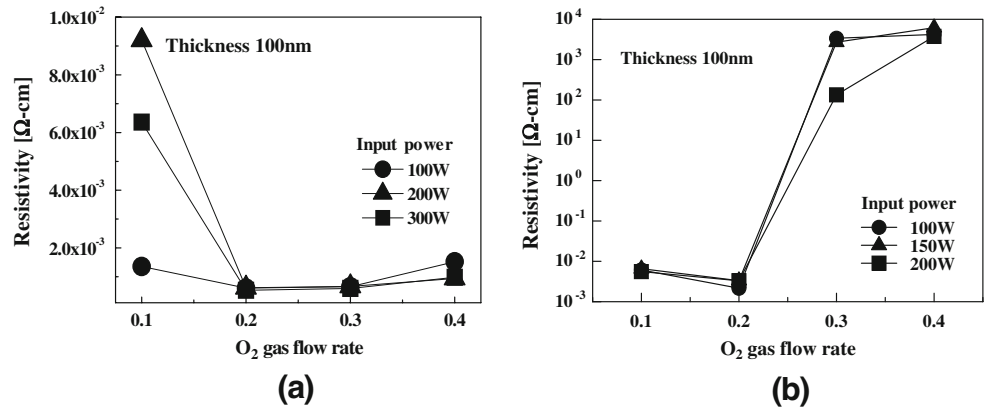 1.0x10⁻²
8.0x10⁻³
6.0x10⁻³
4.0x10⁻³
2.0x10⁻³
Resistivity [Ω-cm]
Thickness 100nm
Input power
100W
200W
300W
0.1 0.2 0.3 0.4
O₂ gas flow rate
(a)
10⁴
10³
10²
10¹
10⁰
10⁻¹
10⁻²
10⁻³
Resistivity [Ω-cm]
Thickness 100nm
Input power
100W
150W
200W
0.1 0.2 0.3 0.4
O₂ gas flow rate
(b)